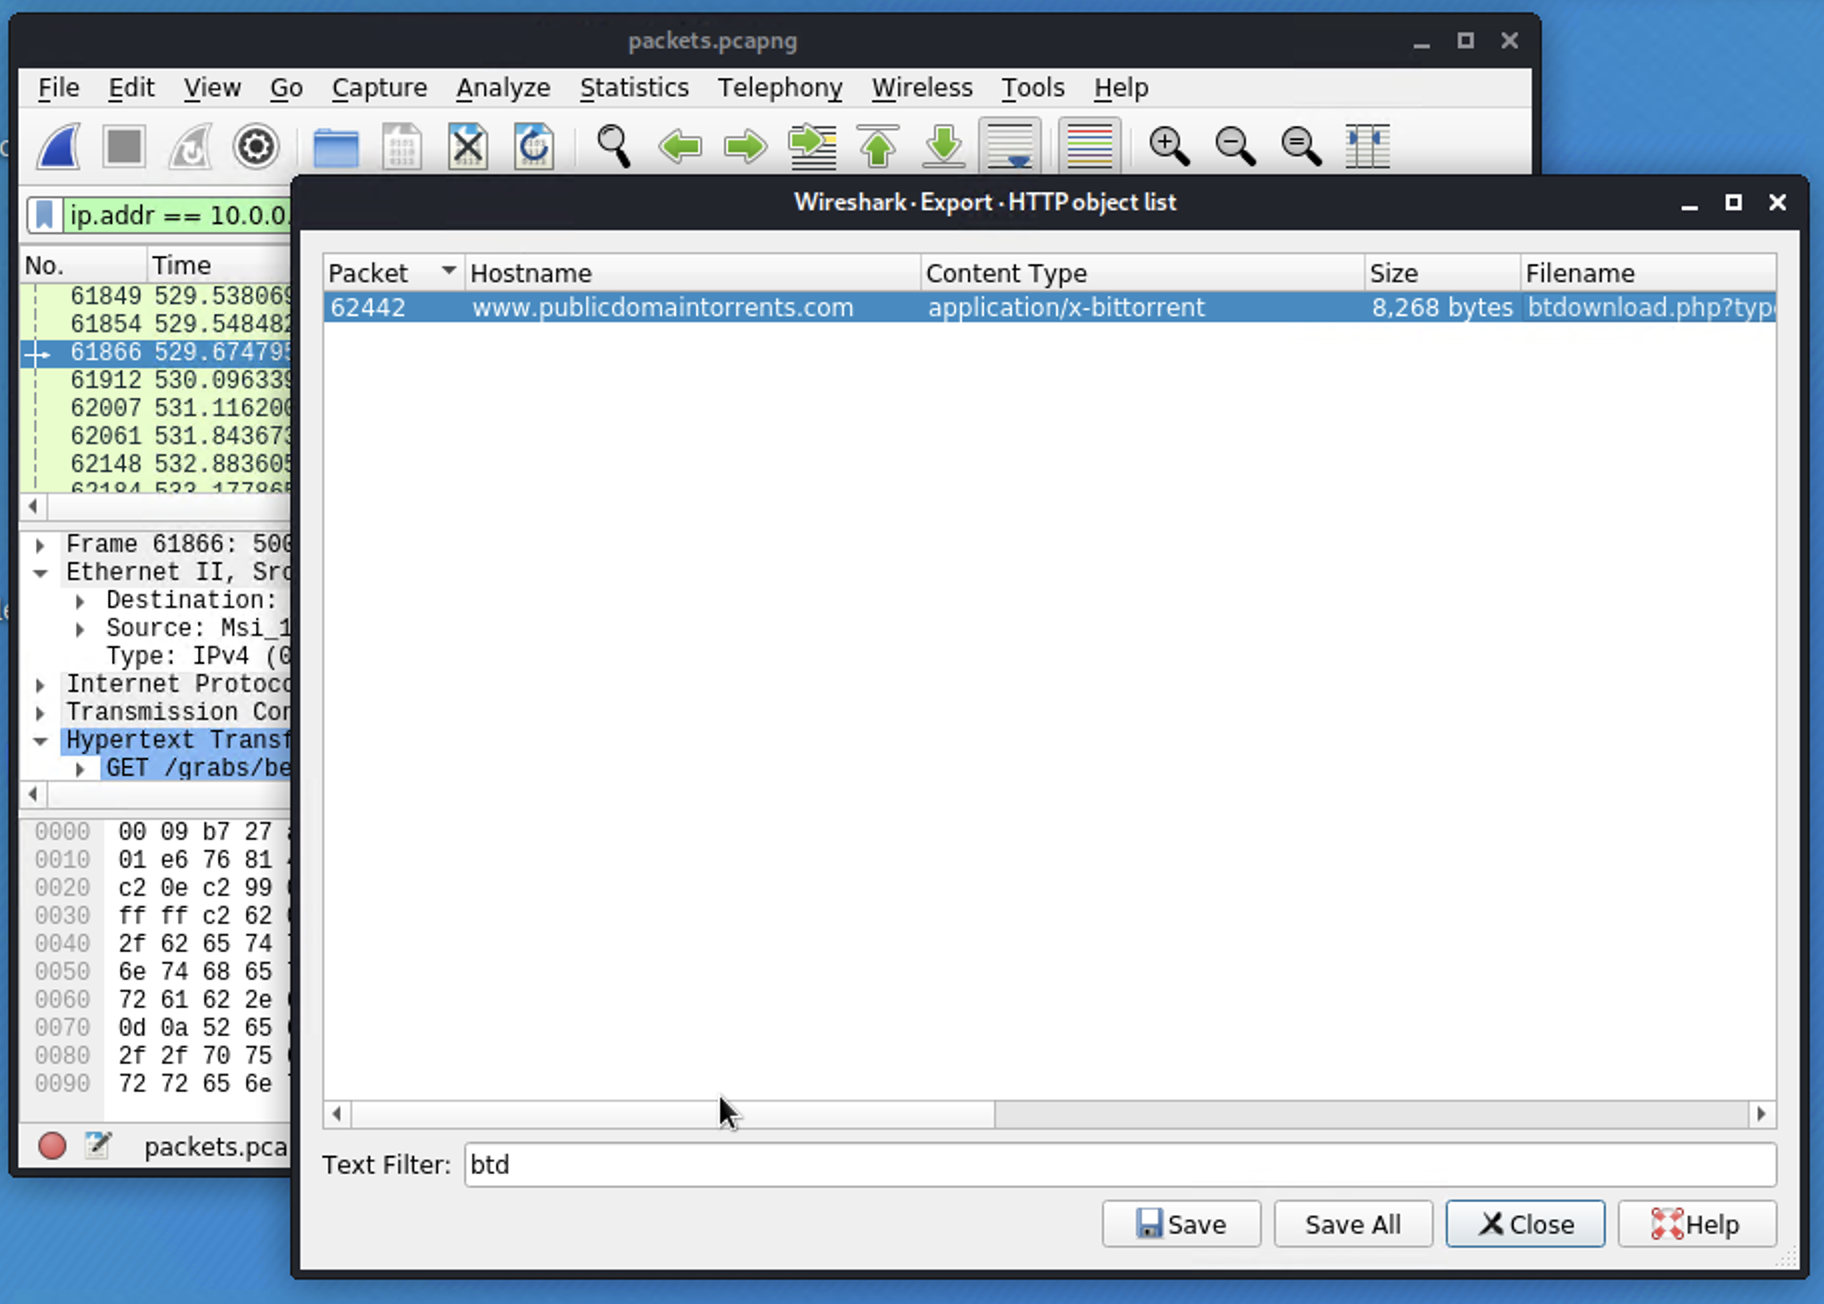 packets.pcapng
File Edit View Go Capture Analyze Statistics Telephony Wireless Tools Help
ip.addr == 10.0.0.
Wireshark · Export · HTTP object list
No. Time
61849 529.538069
61854 529.548482
61866 529.674795
61912 530.096339
62007 531.116200
62061 531.843673
62148 532.883605
62184 533.177865
Packet Hostname Content Type Size Filename
62442 www.publicdomaintorrents.com application/x-bittorrent 8,268 bytes btdownload.php?type
Frame 61866: 500
Ethernet II, Src
Destination:
Source: Msi_1
Type: IPv4 (0
Internet Protoco
Transmission Con
Hypertext Transf
GET /grabs/be
0000 00 09 b7 27
0010 01 e6 76 81
0020 c2 0e c2 99
0030 ff ff c2 62
0040 2f 62 65 74
0050 6e 74 68 65
0060 72 61 62 2e
0070 0d 0a 52 65
0080 2f 2f 70 75
0090 72 72 65 6e
packets.pca
Text Filter: btd
Save Save All Close Help